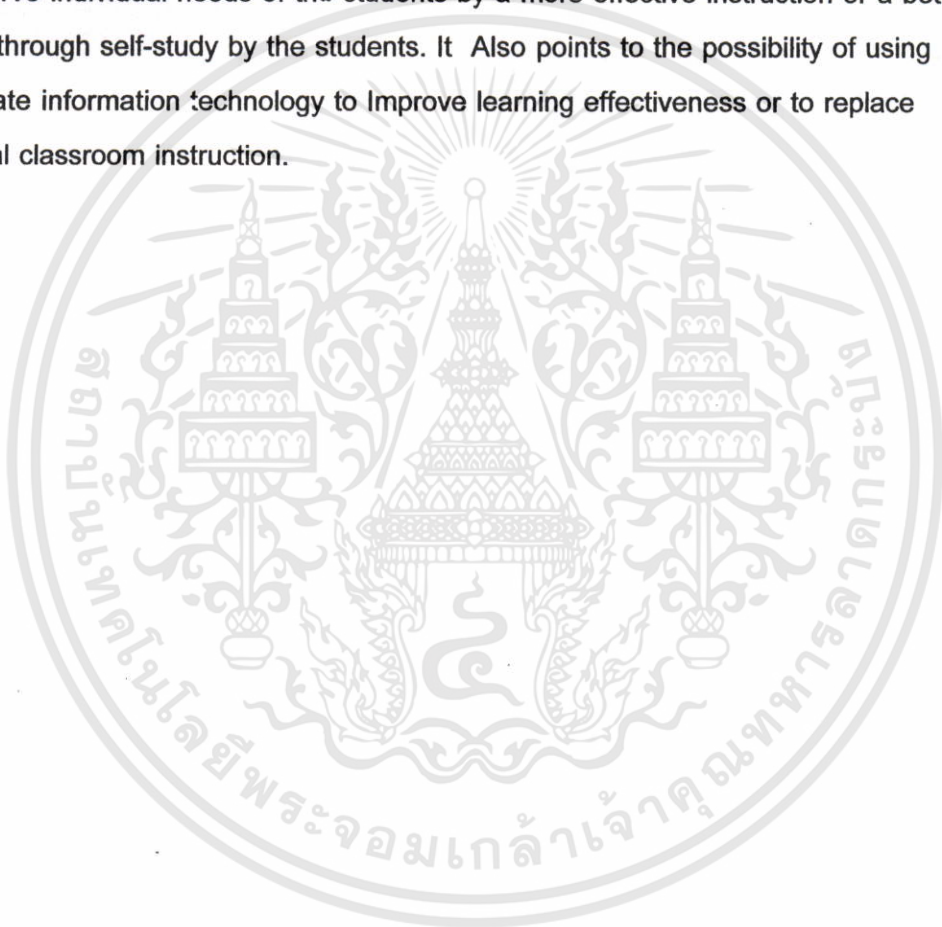 individual needs of the students by a more effective instruction or a
through self-study by the students. It Also points to the possibility of using
information technology to Improve learning effectiveness or to replace
classroom instruction.
สถาบันเทคโนโลยีพระจอมเกล้าเจ้าคุณทหารลาดกระบัง